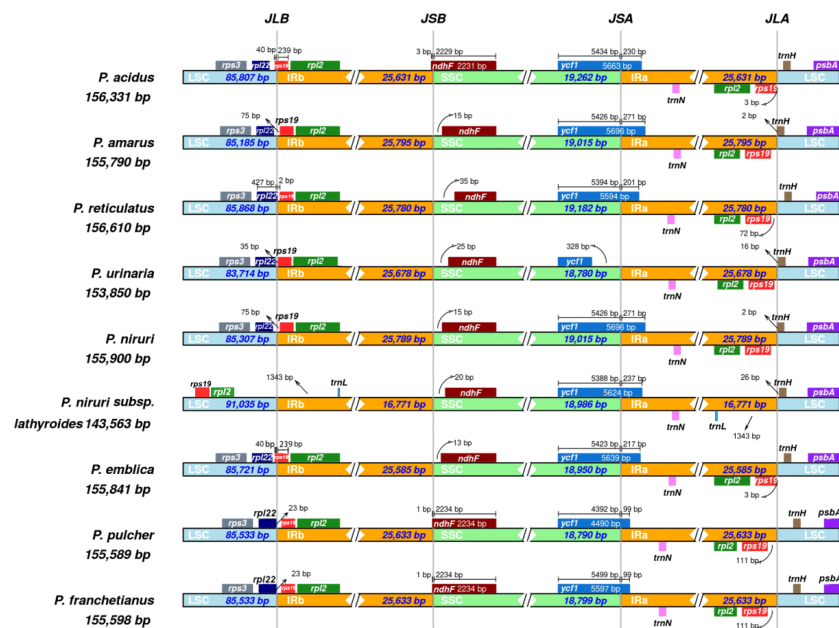 JLB JSB JSA JLA
40 bp 239 bp 3 bp 2229 bp 5434 bp 230 bp trnH
rps3 rpl22 rps19 rpl2 ndhF 2231 bp ycf1 5663 bp psbA
P. acidus LSC 85,807 bp IRb 25,631 bp SSC 19,262 bp IRa 25,631 bp LSC
156,331 bp trnN rpl2 rps19 3 bp
75 bp rps19 15 bp 5426 bp 271 bp 2 bp trnH
rps3 rpl22 rpl2 ndhF ycf1 5696 bp psbA
P. amarus LSC 85,185 bp IRb 25,795 bp SSC 19,015 bp IRa 25,795 bp LSC
155,790 bp trnN rpl2 rps19
427 bp 2 bp 35 bp 5394 bp 201 bp trnH
rps3 rpl22 rps19 rpl2 ndhF ycf1 5594 bp psbA
P. reticulatus LSC 85,868 bp IRb 25,780 bp SSC 19,182 bp IRa 25,780 bp LSC
156,610 bp trnN rpl2 rps19 72 bp
35 bp rps19 25 bp 328 bp 16 bp trnH
rps3 rpl22 rpl2 ndhF ycf1 psbA
P. urinaria LSC 83,714 bp IRb 25,678 bp SSC 18,780 bp IRa 25,678 bp LSC
153,850 bp trnN rpl2 rps19
75 bp rps19 15 bp 5426 bp 271 bp 2 bp trnH
rps3 rpl22 rpl2 ndhF ycf1 5696 bp psbA
P. niruri LSC 85,307 bp IRb 25,789 bp SSC 19,015 bp IRa 25,789 bp LSC
155,900 bp trnN rpl2 rps19
rps19 1343 bp trnL 20 bp 5388 bp 237 bp 26 bp trnH
rpl2 ndhF ycf1 5624 bp psbA
P. niruri subsp. LSC 91,035 bp IRb 16,771 bp SSC 18,986 bp IRa 16,771 bp LSC
lathyroides 143,563 bp trnN trnL 1343 bp
40 bp 239 bp 13 bp 5423 bp 217 bp trnH
rps3 rpl22 rps19 rpl2 ndhF ycf1 5639 bp psbA
P. emblica LSC 85,721 bp IRb 25,585 bp SSC 18,950 bp IRa 25,585 bp LSC
155,841 bp trnN rpl2 rps19 3 bp
rpl22 23 bp 1 bp 2234 bp 4392 bp 99 bp trnH psbA
rps3 rps19 rpl2 ndhF 2234 bp ycf1 4490 bp
P. pulcher LSC 85,533 bp IRb 25,633 bp SSC 18,790 bp IRa 25,633 bp LSC
155,589 bp trnN rpl2 rps19 111 bp
rpl22 23 bp 1 bp 2234 bp 5499 bp 99 bp trnH psbA
rps3 rps19 rpl2 ndhF 2234 bp ycf1 5597 bp
P. franchetianus LSC 85,533 bp IRb 25,633 bp SSC 18,799 bp IRa 25,633 bp LSC
155,598 bp trnN rpl2 rps19 111 bp